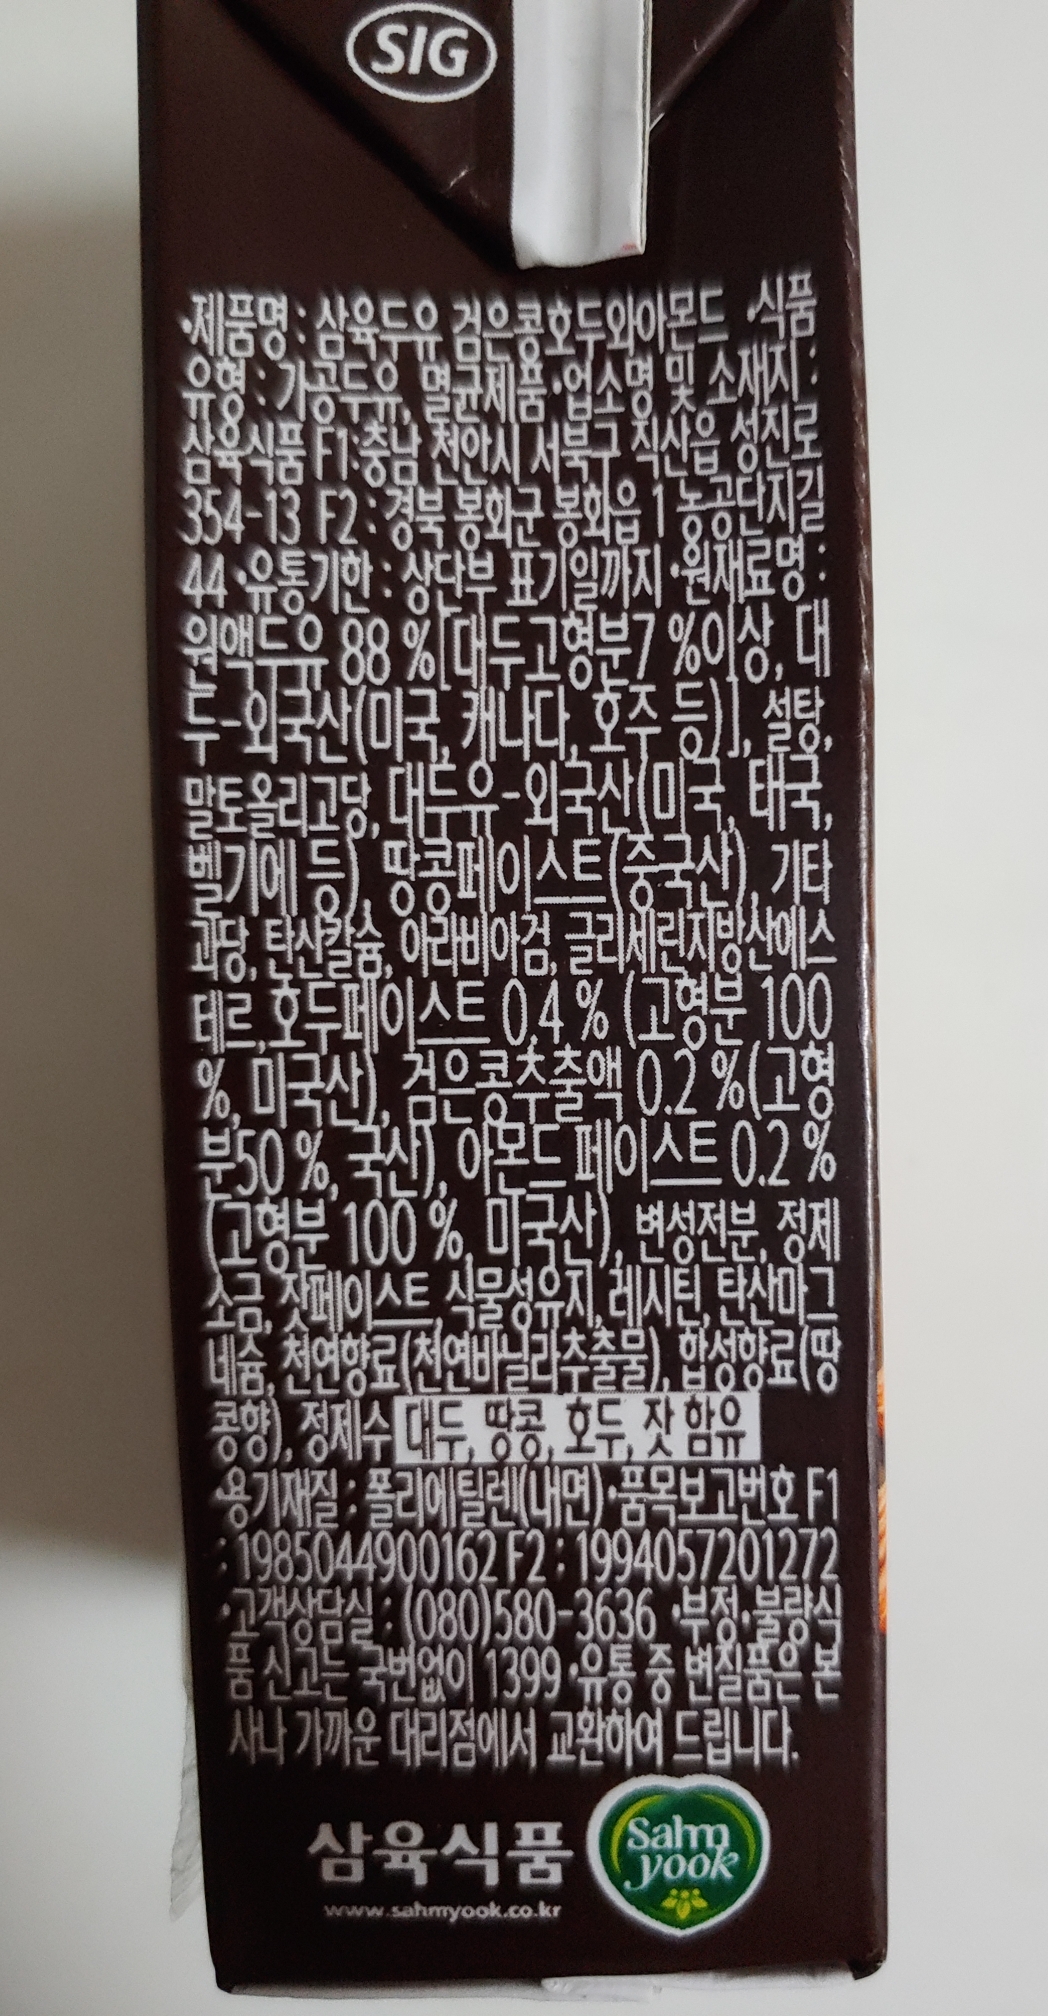 SIG
•제품명 : 삼육두유 검은콩호두와아몬드 •식품
유형 : 가공두유, 멸균제품 •업소명 및 소재지 :
삼육식품 F1:충남 천안시 서북구 직산읍 성진로
354-13 F2 : 경북 봉화군 봉화읍 1 농공단지길
44 •유통기한 : 상단부 표기일까지 •원재료명 :
원액두유 88 %[대두고형분7 %이상, 대
두-외국산(미국, 캐나다, 호주 등)], 설탕,
말토올리고당, 대두유-외국산(미국, 태국,
벨기에 등), 땅콩페이스트(중국산), 기타
과당, 탄산칼슘, 아라비아검, 글리세린지방산에스
테르,호두페이스트 0.4 % (고형분 100
%, 미국산), 검은콩추출액 0.2 %(고형
분50 %, 국산), 아몬드 페이스트 0.2 %
(고형분 100 %, 미국산), 변성전분, 정제
소금, 잣페이스트, 식물성유지, 레시틴, 탄산마그
네슘, 천연향료(천연바닐라추출물), 합성향료(땅
콩향), 정제수 대두, 땅콩, 호두, 잣 함유
•용기재질 : 폴리에틸렌(내면) •품목보고번호 F1
: 1985044900162 F2 : 1994057201272
•고객상담실 : (080)580-3636 •부정•불량식
품 신고는 국번없이 1399 •유통 중 변질품은 본
사나 가까운 대리점에서 교환하여 드립니다.
삼육식품
Sahm
yook
www.sahmyook.co.kr